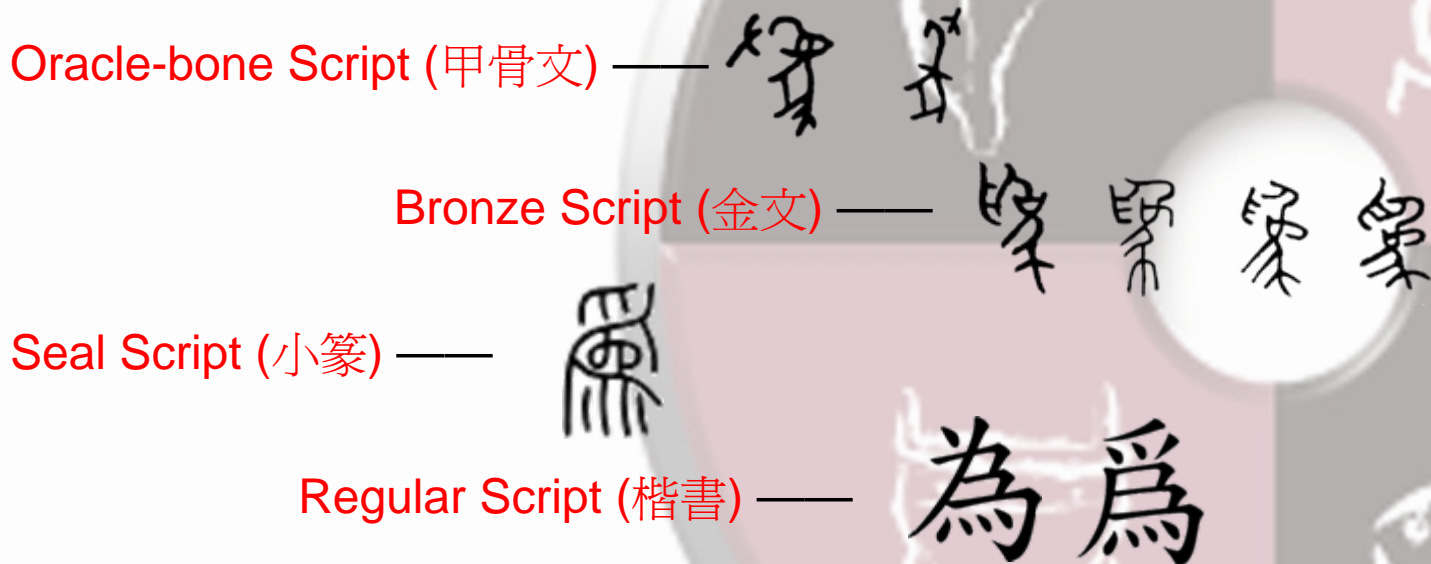 Oracle-bone Script (甲骨文) ——
Bronze Script (金文) ——
Seal Script (小篆) ——
Regular Script (楷書) —— 為 爲